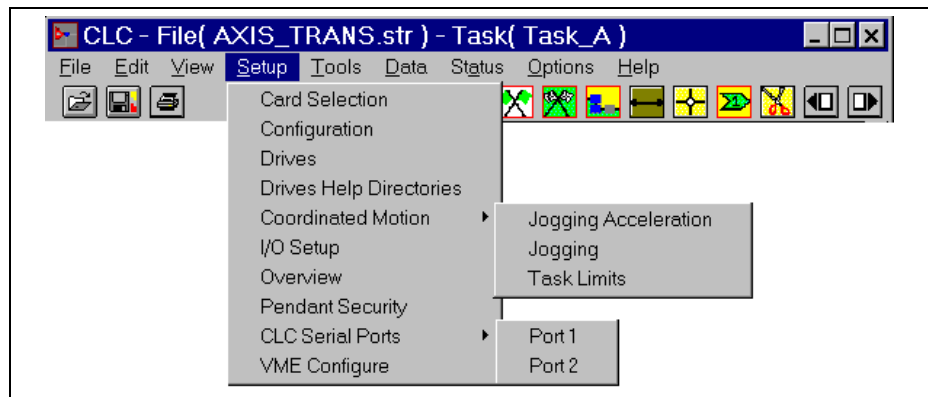 CLC - File( AXIS_TRANS.str ) - Task( Task_A )
File Edit View Setup Tools Data Status Options Help
Card Selection
Configuration
Drives
Drives Help Directories
Coordinated Motion
Jogging Acceleration
Jogging
Task Limits
I/O Setup
Overview
Pendant Security
CLC Serial Ports
Port 1
Port 2
VME Configure